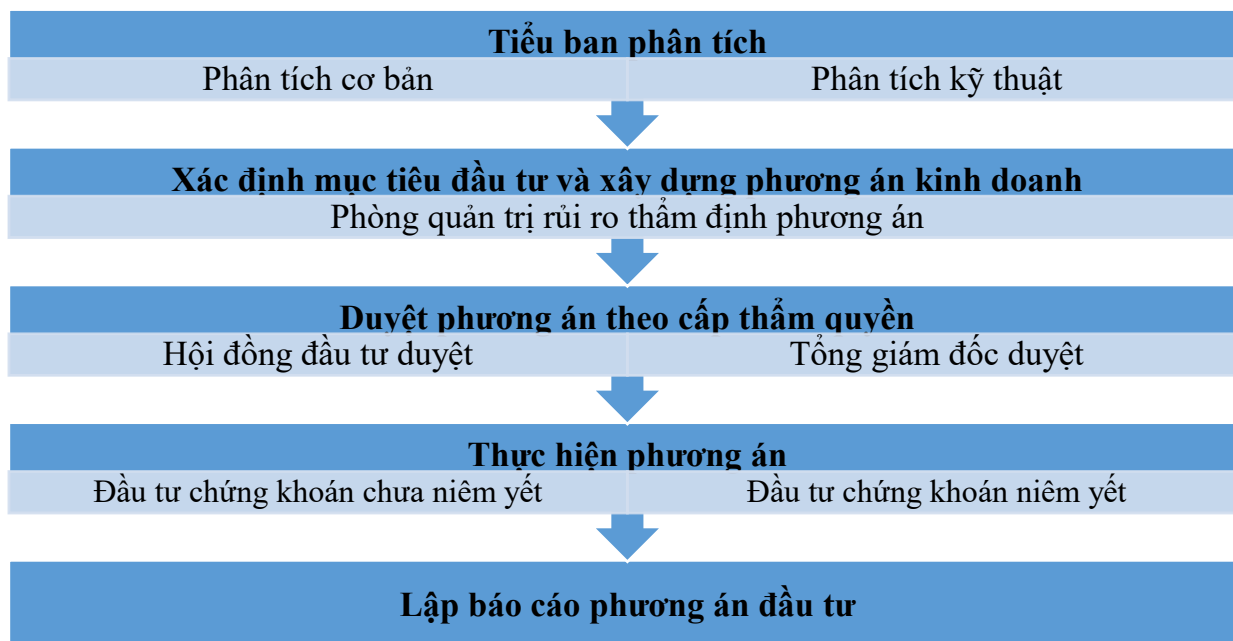 Tiểu ban phân tích
Phân tích cơ bản
Phân tích kỹ thuật
Xác định mục tiêu đầu tư và xây dựng phương án kinh doanh
Phòng quản trị rủi ro thẩm định phương án
Duyệt phương án theo cấp thẩm quyền
Hội đồng đầu tư duyệt
Tổng giám đốc duyệt
Thực hiện phương án
Đầu tư chứng khoán chưa niêm yết
Đầu tư chứng khoán niêm yết
Lập báo cáo phương án đầu tư